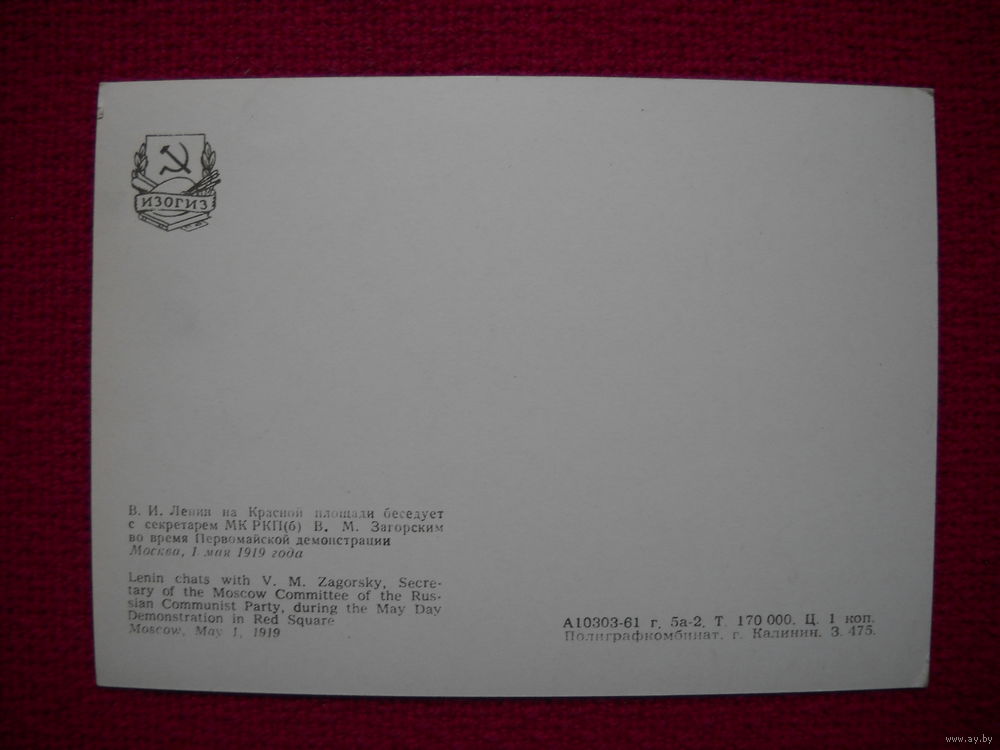 ИЗОГИЗ
В. И. Ленин на Красной площади беседует
с секретарем МК РКП(б) В. М. Загорским
во время Первомайской демонстрации
Москва, 1 мая 1919 года
Lenin chats with V. M. Zagorsky, Secre-
tary of the Moscow Committee of the Rus-
sian Communist Party, during the May Day
Demonstration in Red Square
Moscow, May 1, 1919
А10303-61 г. 5а-2. Т. 170 000. Ц. 1 коп.
Полиграфкомбинат. г. Калинин. З. 475.
www.ay.by